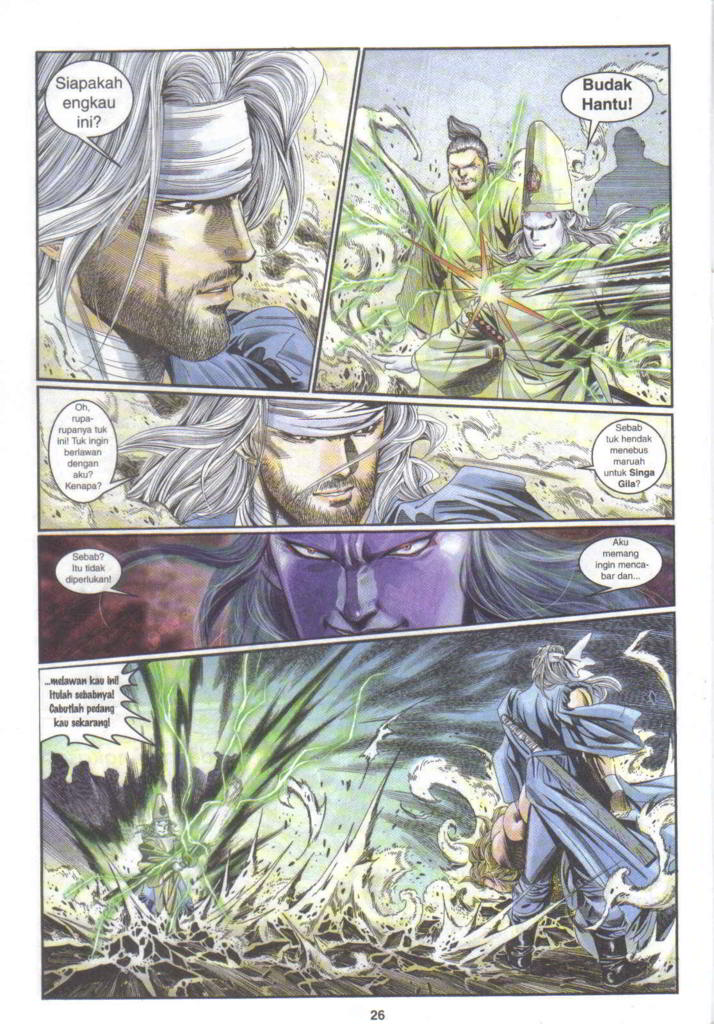 Siapakah
engkau
ini?
Budak
Hantu!
Oh,
rupa-
rupanya tuk
ini! Tuk ingin
berlawan
dengan
aku?
Kenapa?
Sebab
tuk hendak
menebus
maruah
untuk Singa
Gila?
Sebab?
Itu tidak
diperlukan!
Aku
memang
ingin menca-
bar dan...
...melawan kau ini!
Itulah sebabnya!
Cabutlah pedang
kau sekarang!
26